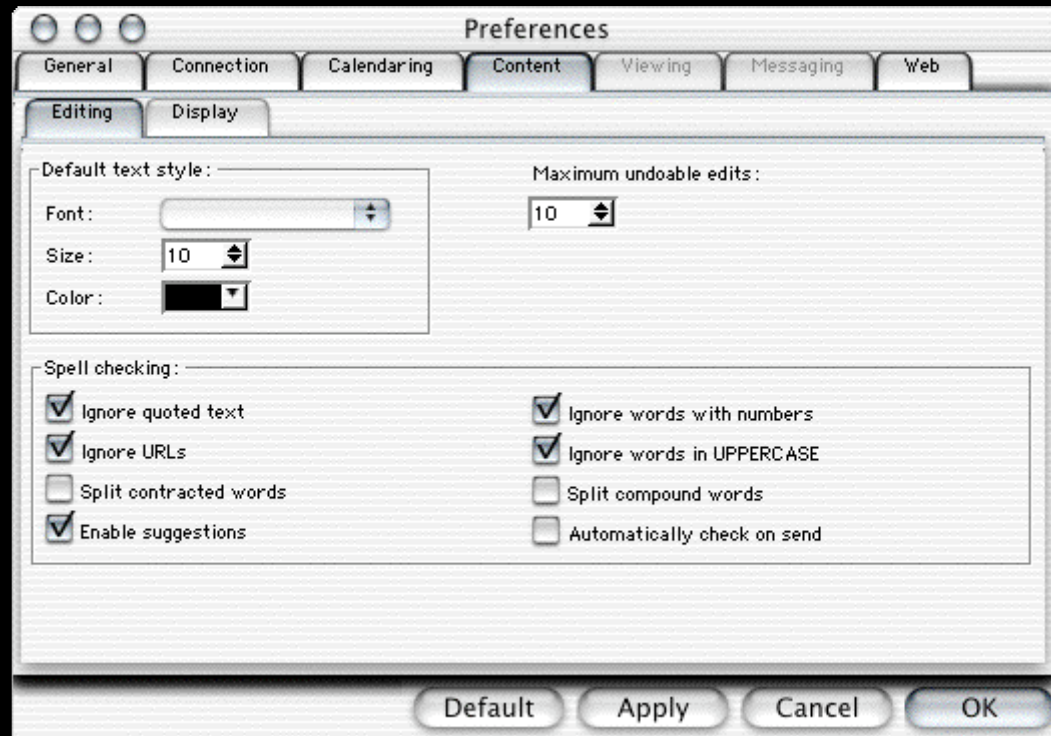 Preferences
General Connection Calendaring Content Viewing Messaging Web
Editing Display
Default text style: Maximum undoable edits:
Font: 10
Size: 10
Color:
Spell checking:
Ignore quoted text Ignore words with numbers
Ignore URLs Ignore words in UPPERCASE
Split contracted words Split compound words
Enable suggestions Automatically check on send
Default Apply Cancel OK